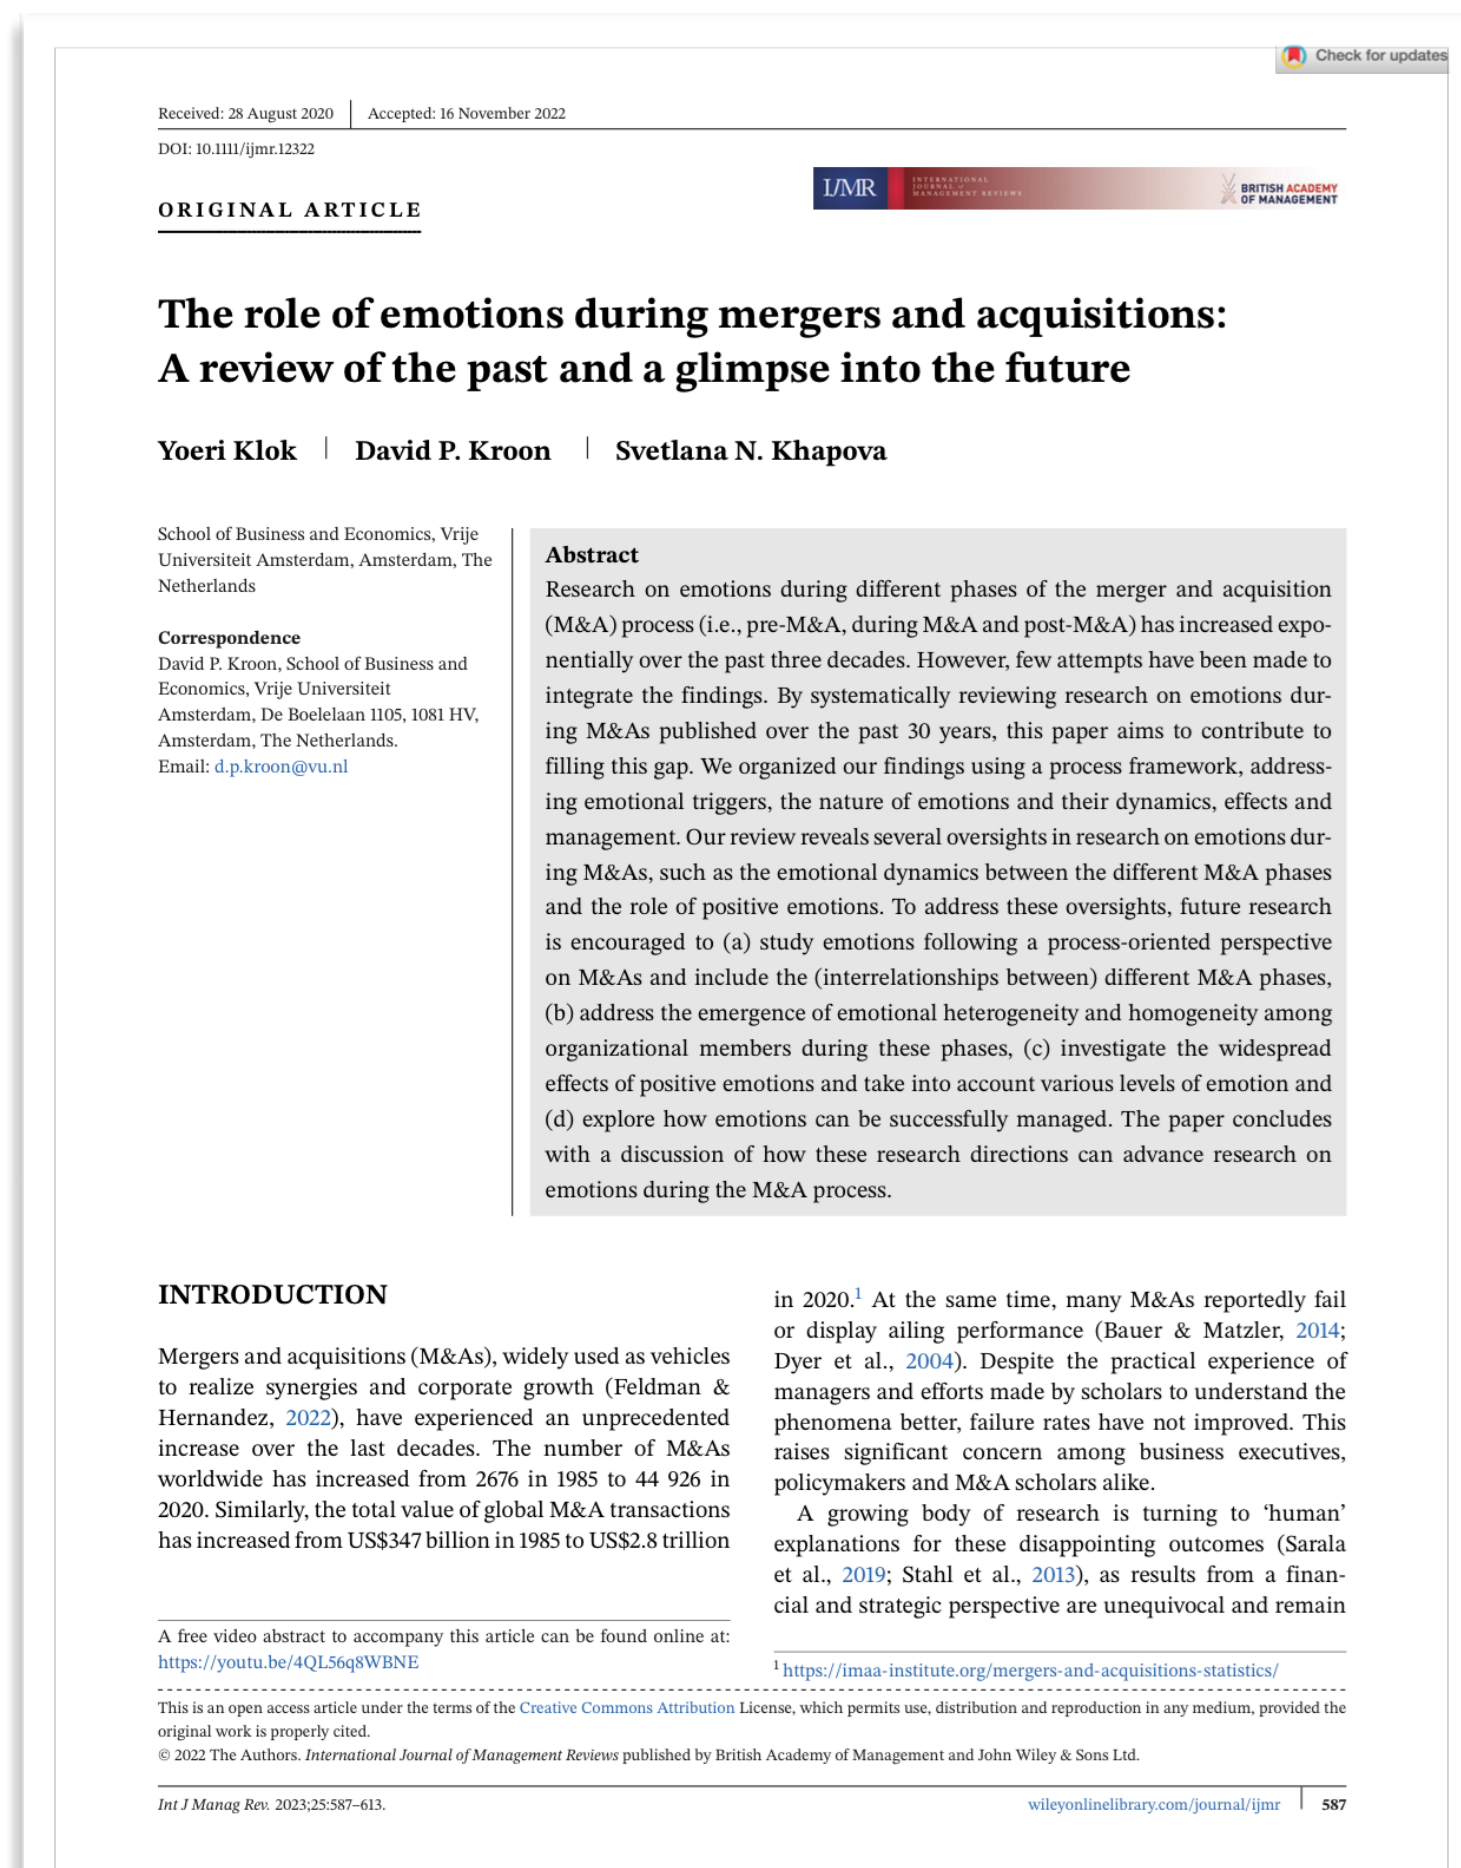 Check for updates
Received: 28 August 2020 | Accepted: 16 November 2022
DOI: 10.1111/ijmr.12322
IJMR INTERNATIONAL
JOURNAL of
MANAGEMENT REVIEWS
BRITISH ACADEMY
OF MANAGEMENT
ORIGINAL ARTICLE
The role of emotions during mergers and acquisitions:
A review of the past and a glimpse into the future
Yoeri Klok | David P. Kroon | Svetlana N. Khapova
School of Business and Economics, Vrije
Universiteit Amsterdam, Amsterdam, The
Netherlands
Correspondence
David P. Kroon, School of Business and
Economics, Vrije Universiteit
Amsterdam, De Boelelaan 1105, 1081 HV,
Amsterdam, The Netherlands.
Email: d.p.kroon@vu.nl
Abstract
Research on emotions during different phases of the merger and acquisition
(M&A) process (i.e., pre-M&A, during M&A and post-M&A) has increased expo-
nentially over the past three decades. However, few attempts have been made to
integrate the findings. By systematically reviewing research on emotions dur-
ing M&As published over the past 30 years, this paper aims to contribute to
filling this gap. We organized our findings using a process framework, address-
ing emotional triggers, the nature of emotions and their dynamics, effects and
management. Our review reveals several oversights in research on emotions dur-
ing M&As, such as the emotional dynamics between the different M&A phases
and the role of positive emotions. To address these oversights, future research
is encouraged to (a) study emotions following a process-oriented perspective
on M&As and include the (interrelationships between) different M&A phases,
(b) address the emergence of emotional heterogeneity and homogeneity among
organizational members during these phases, (c) investigate the widespread
effects of positive emotions and take into account various levels of emotion and
(d) explore how emotions can be successfully managed. The paper concludes
with a discussion of how these research directions can advance research on
emotions during the M&A process.
INTRODUCTION
Mergers and acquisitions (M&As), widely used as vehicles
to realize synergies and corporate growth (Feldman &
Hernandez, 2022), have experienced an unprecedented
increase over the last decades. The number of M&As
worldwide has increased from 2676 in 1985 to 44 926 in
2020. Similarly, the total value of global M&A transactions
has increased from US$347 billion in 1985 to US$2.8 trillion
in 2020.1 At the same time, many M&As reportedly fail
or display ailing performance (Bauer & Matzler, 2014;
Dyer et al., 2004). Despite the practical experience of
managers and efforts made by scholars to understand the
phenomena better, failure rates have not improved. This
raises significant concern among business executives,
policymakers and M&A scholars alike.
A growing body of research is turning to ‘human’
explanations for these disappointing outcomes (Sarala
et al., 2019; Stahl et al., 2013), as results from a finan-
cial and strategic perspective are unequivocal and remain
A free video abstract to accompany this article can be found online at:
https://youtu.be/4QL56q8WBNE
1 https://imaa-institute.org/mergers-and-acquisitions-statistics/
This is an open access article under the terms of the Creative Commons Attribution License, which permits use, distribution and reproduction in any medium, provided the
original work is properly cited.
© 2022 The Authors. International Journal of Management Reviews published by British Academy of Management and John Wiley & Sons Ltd.
Int J Manag Rev. 2023;25:587–613.
wileyonlinelibrary.com/journal/ijmr | 587